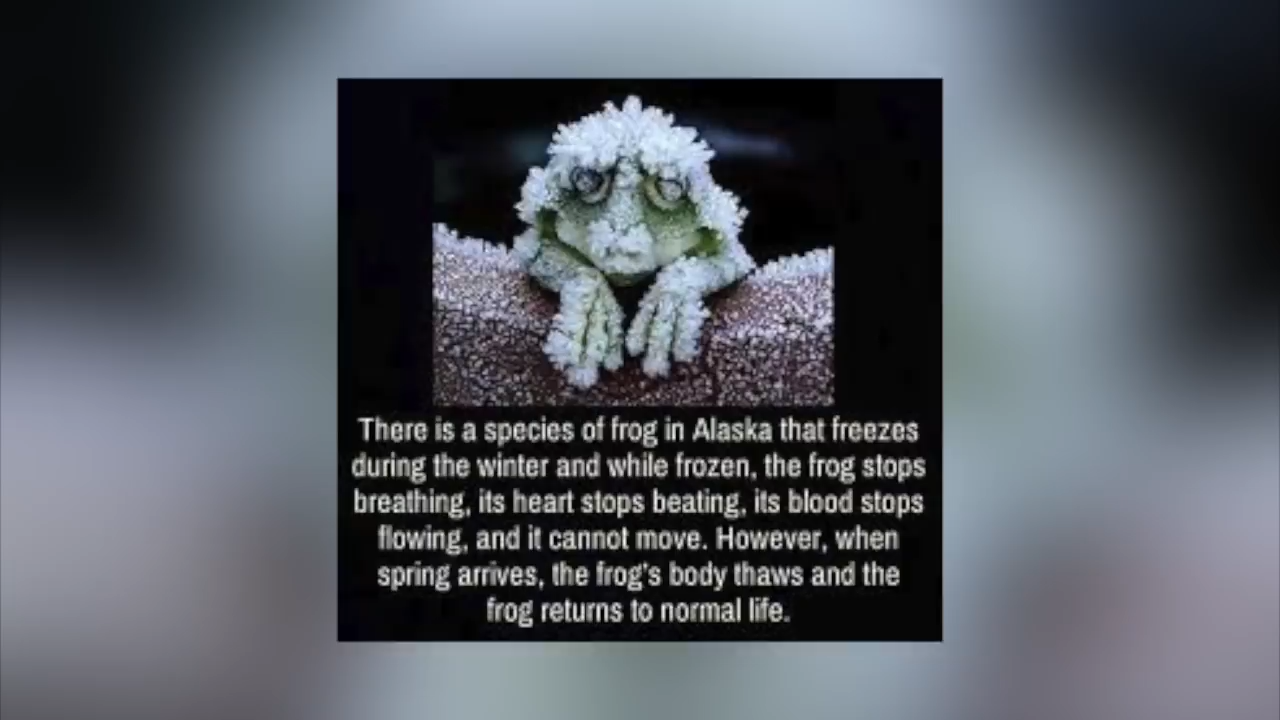 There is a species of frog in Alaska that freezes
during the winter and while frozen, the frog stops
breathing, its heart stops beating, its blood stops
flowing, and it cannot move. However, when
spring arrives, the frog's body thaws and the
frog returns to normal life.